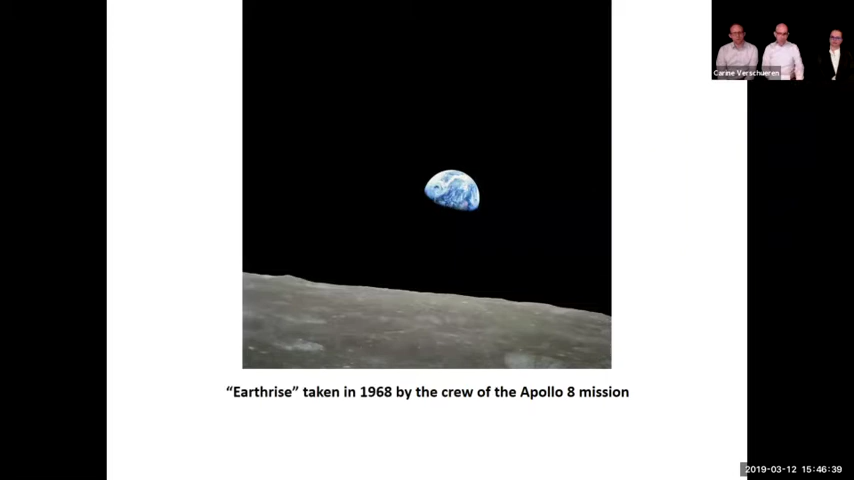 Carine Verschueren
“Earthrise” taken in 1968 by the crew of the Apollo 8 mission
2019-03-12 15:46:39